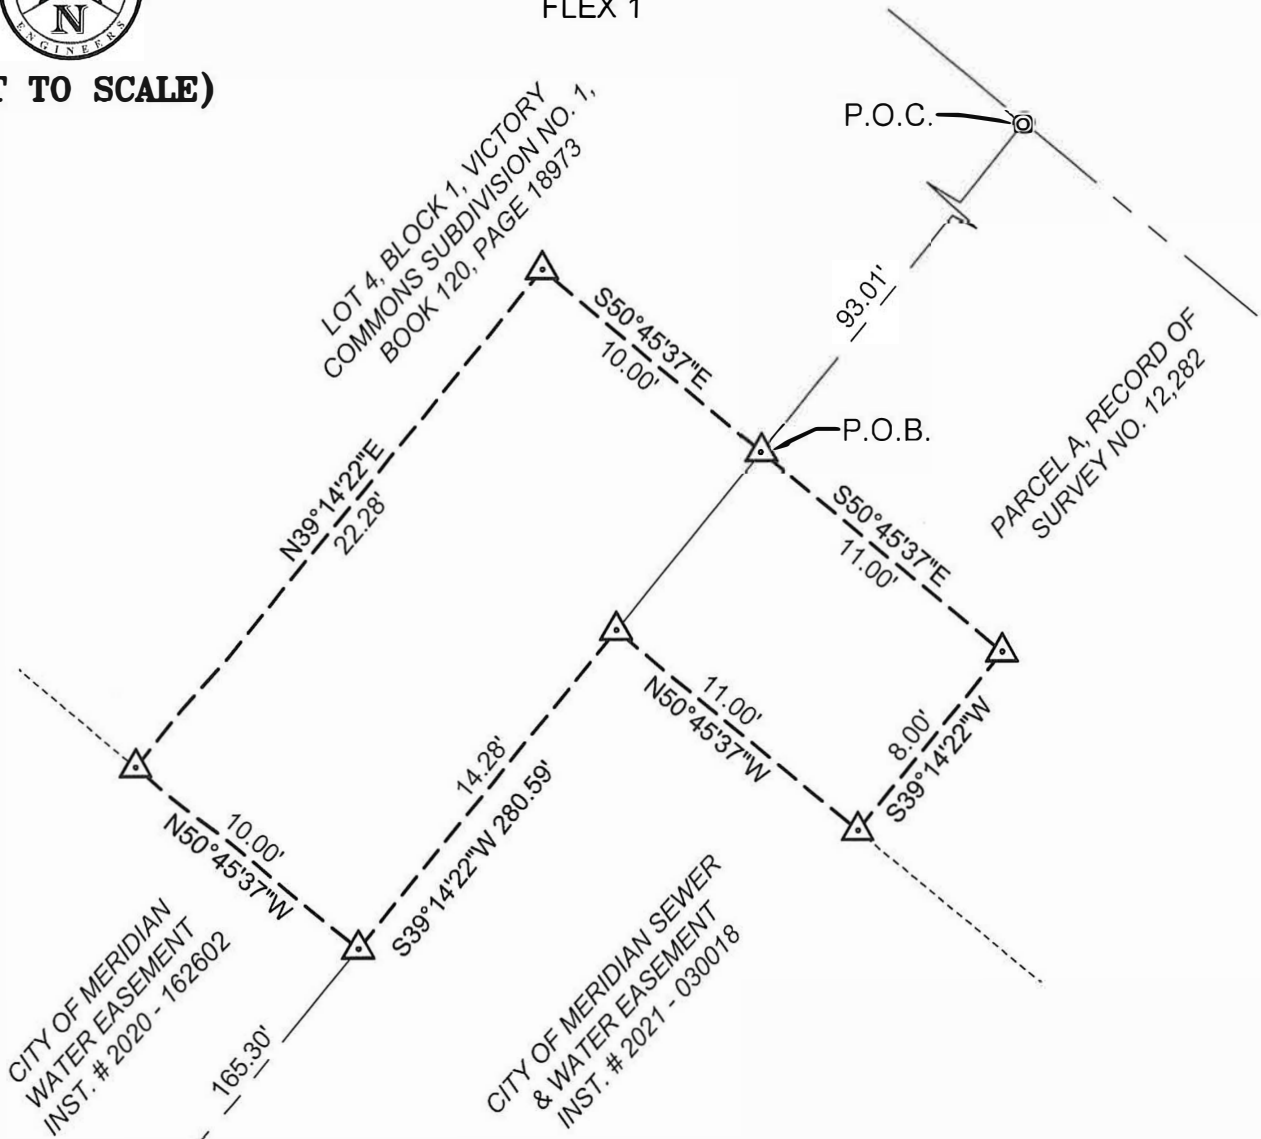 FLEX 1
N
ENGINEERS
TO SCALE)
P.O.C.
LOT 4, BLOCK 1, VICTORY
COMMONS SUBDIVISION NO. 1,
BOOK 120, PAGE 18973
93.01'
S50°45'37"E
10.00'
P.O.B.
PARCEL A, RECORD OF
SURVEY NO. 12,282
N39°14'22"E
22.28'
S50°45'37"E
11.00'
11.00'
N50°45'37"W
8.00'
S39°14'22"W
14.28'
S39°14'22"W 280.59'
10.00'
N50°45'37"W
CITY OF MERIDIAN
WATER EASEMENT
INST. # 2020 - 162602
CITY OF MERIDIAN SEWER
& WATER EASEMENT
INST. # 2021 - 030018
165.30'